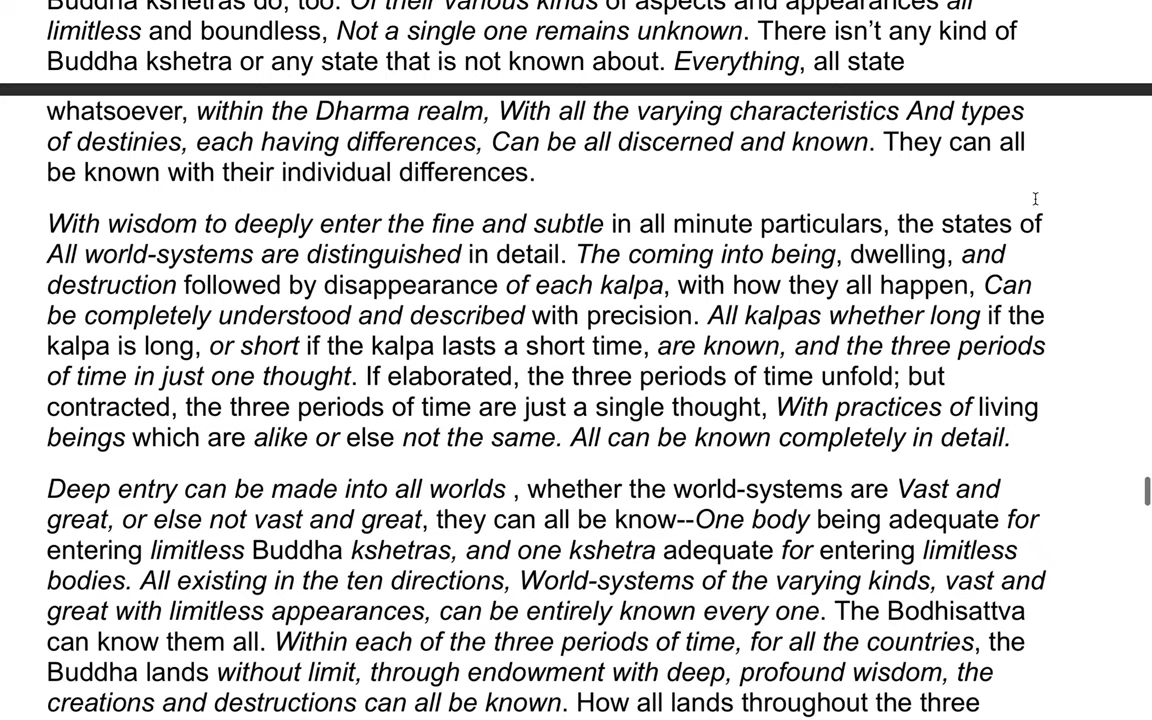 Buddha kshetras do, too. Of their various kinds of aspects and appearances all
limitless and boundless, Not a single one remains unknown. There isn't any kind of
Buddha kshetra or any state that is not known about. Everything, all state
whatsoever, within the Dharma realm, With all the varying characteristics And types
of destinies, each having differences, Can be all discerned and known. They can all
be known with their individual differences.
With wisdom to deeply enter the fine and subtle in all minute particulars, the states of
All world-systems are distinguished in detail. The coming into being, dwelling, and
destruction followed by disappearance of each kalpa, with how they all happen, Can
be completely understood and described with precision. All kalpas whether long if the
kalpa is long, or short if the kalpa lasts a short time, are known, and the three periods
of time in just one thought. If elaborated, the three periods of time unfold; but
contracted, the three periods of time are just a single thought, With practices of living
beings which are alike or else not the same. All can be known completely in detail.
Deep entry can be made into all worlds , whether the world-systems are Vast and
great, or else not vast and great, they can all be know--One body being adequate for
entering limitless Buddha kshetras, and one kshetra adequate for entering limitless
bodies. All existing in the ten directions, World-systems of the varying kinds, vast and
great with limitless appearances, can be entirely known every one. The Bodhisattva
can know them all. Within each of the three periods of time, for all the countries, the
Buddha lands without limit, through endowment with deep, profound wisdom, the
creations and destructions can all be known. How all lands throughout the three